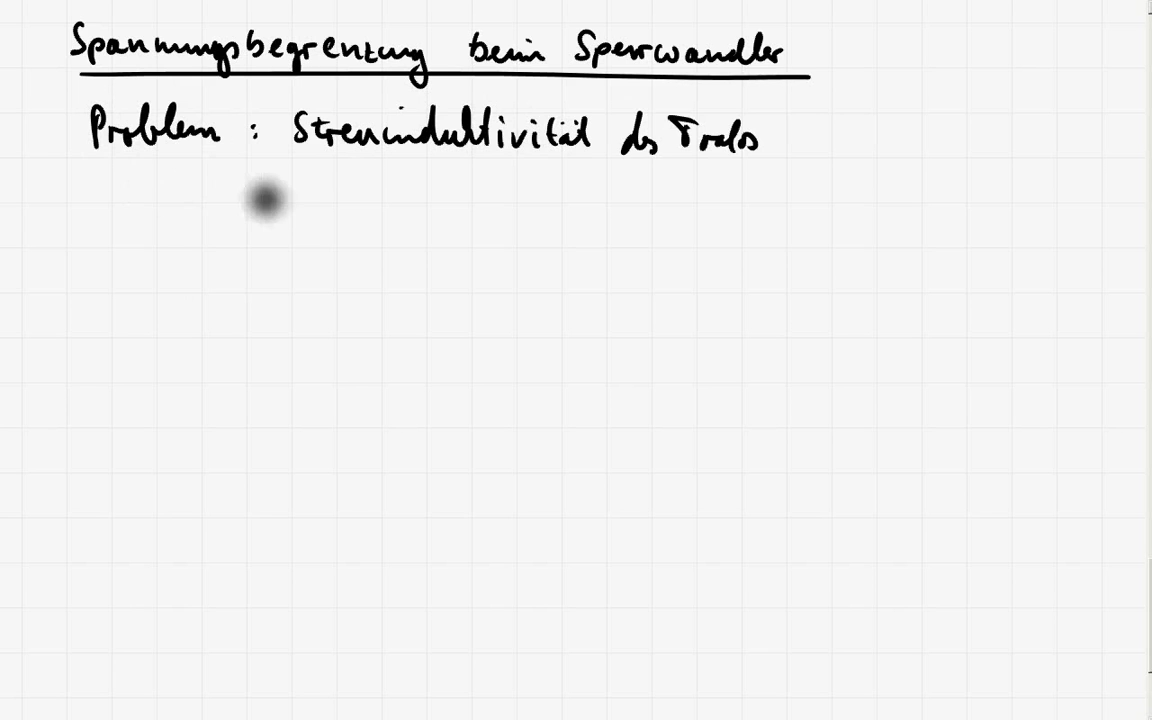 Spannungsbegrenzung beim Sperrwandler
Problem : Streuinduktivität des Trafos